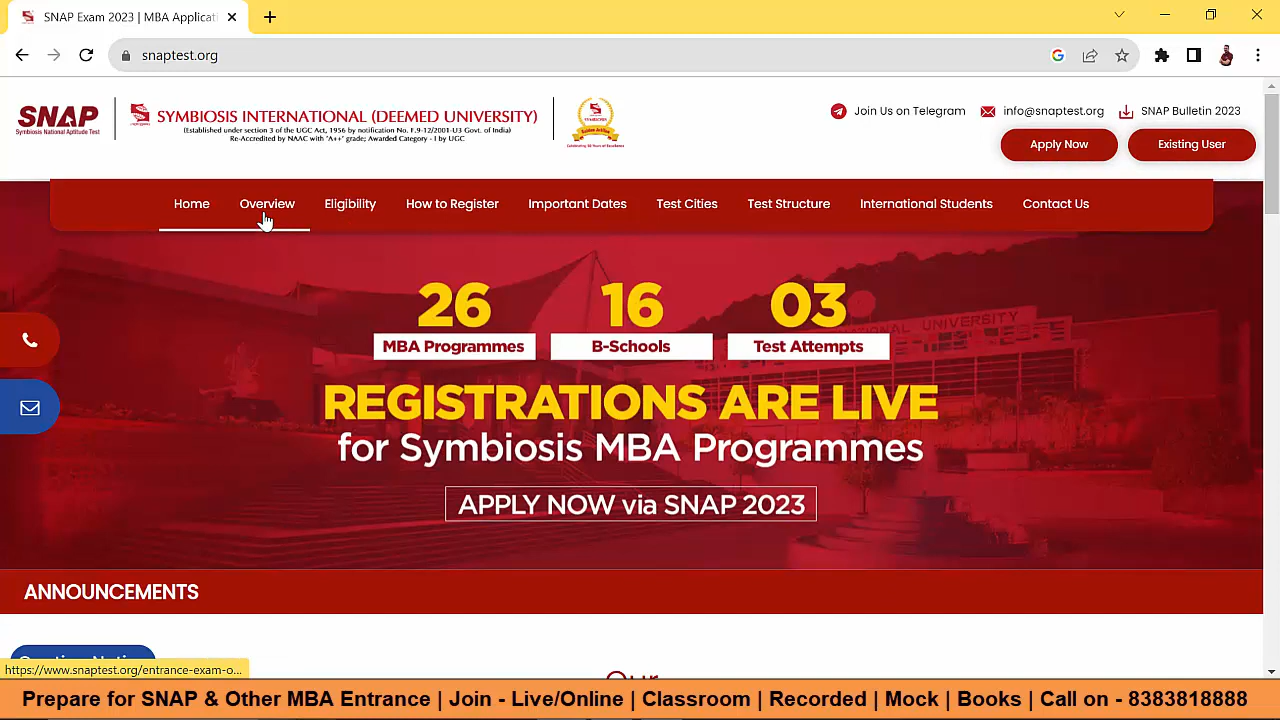 SNAP Exam 2023 | MBA Applicati
snaptest.org
SNAP
Symbiosis National Aptitude Test
SYMBIOSIS INTERNATIONAL (DEEMED UNIVERSITY)
(Established under section 3 of the UGC Act, 1956 by notification No. F.9-12/2001-U3 Govt. of India)
Re-Accredited by NAAC with "A++" grade; Awarded Category - I by UGC
Join Us on Telegram
info@snaptest.org
SNAP Bulletin 2023
Apply Now
Existing User
Home
Overview
Eligibility
How to Register
Important Dates
Test Cities
Test Structure
International Students
Contact Us
26
MBA Programmes
16
B-Schools
03
Test Attempts
REGISTRATIONS ARE LIVE
for Symbiosis MBA Programmes
APPLY NOW via SNAP 2023
ANNOUNCEMENTS
https://www.snaptest.org/entrance-exam-o...
Prepare for SNAP & Other MBA Entrance | Join - Live/Online | Classroom | Recorded | Mock | Books | Call on - 8383818888